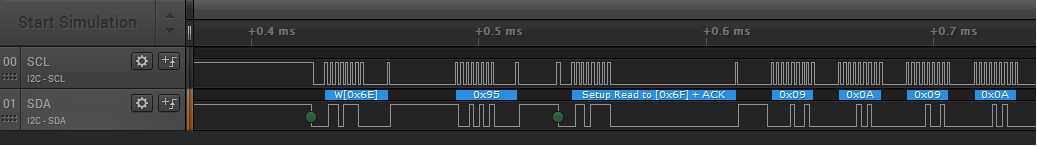 Start Simulation
+0.4 ms +0.5 ms +0.6 ms +0.7 ms
00 SCL
I2C - SCL
W[0x6E] 0x95 Setup Read to [0x6F] + ACK 0x09 0x0A 0x09 0x0A
01 SDA
I2C - SDA